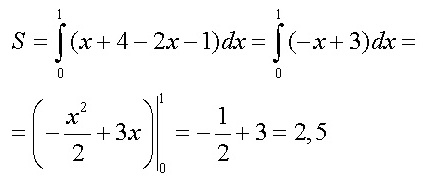 S = ∫₀¹ (x + 4 − 2x − 1)dx = ∫₀¹ (−x + 3)dx =
= (−x²/2 + 3x)|₀¹ = −1/2 + 3 = 2,5